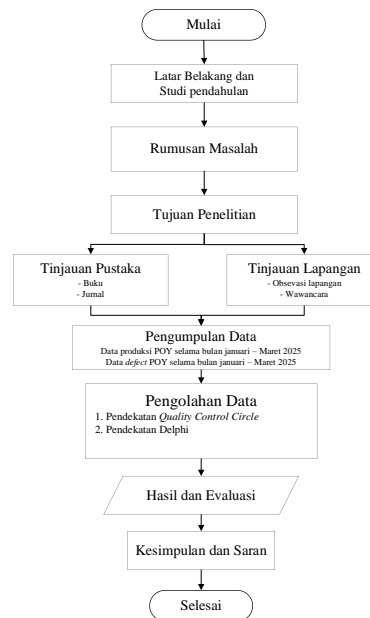 Mulai
Latar Belakang dan
Studi pendahulan
Rumusan Masalah
Tujuan Penelitian
Tinjauan Pustaka
- Buku
- Jurnal
Tinjauan Lapangan
- Obsevasi lapangan
- Wawancara
Pengumpulan Data
Data produksi POY selama bulan januari – Maret 2025
Data defect POY selama bulan januari – Maret 2025
Pengolahan Data
1. Pendekatan Quality Control Circle
2. Pendekatan Delphi
Hasil dan Evaluasi
Kesimpulan dan Saran
Selesai